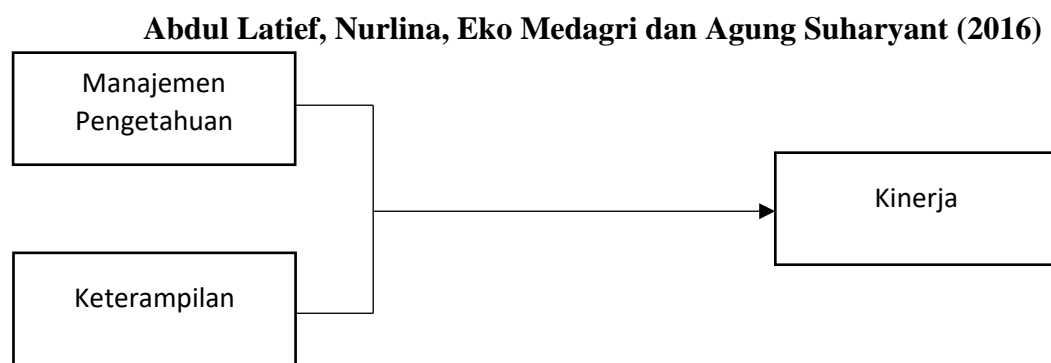 Abdul Latief, Nurlina, Eko Medagri dan Agung Suharyant (2016)
Manajemen
Pengetahuan
Kinerja
Keterampilan